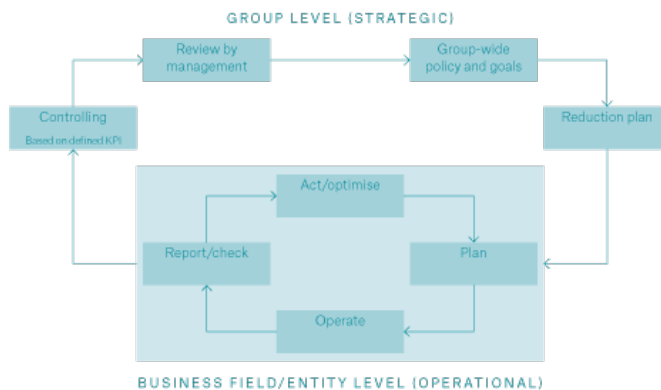 GROUP LEVEL (STRATEGIC)
Review by
management
Group-wide
policy and goals
Controlling
Based on defined KPI
Reduction plan
Act/optimise
Report/check
Plan
Operate
BUSINESS FIELD/ENTITY LEVEL (OPERATIONAL)